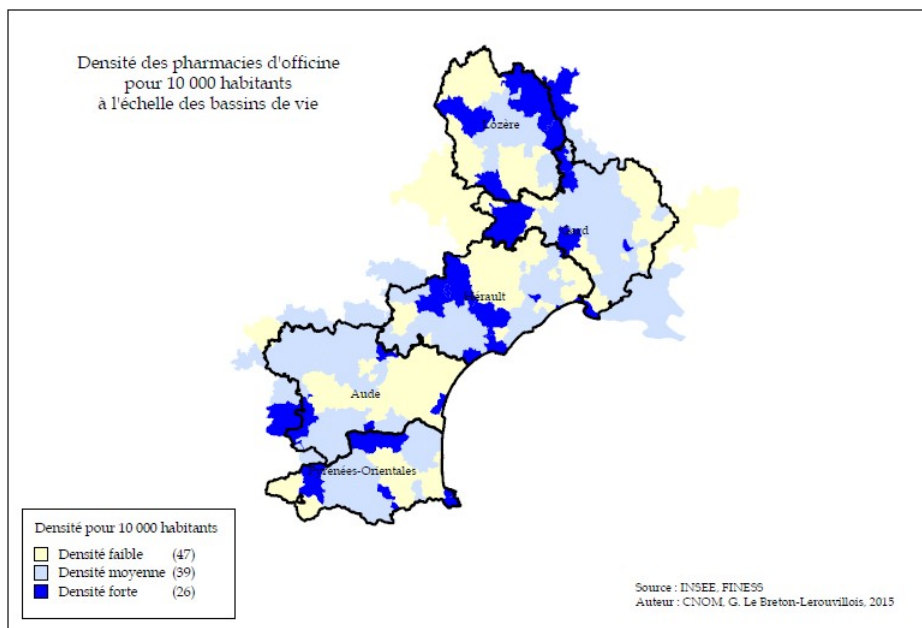 Densité des pharmacies d'officine
pour 10 000 habitants
à l'échelle des bassins de vie
Lozère
Gard
Hérault
Aude
Pyrénées-Orientales
Densité pour 10 000 habitants
Densité faible (47)
Densité moyenne (39)
Densité forte (26)
Source : INSEE, FINESS
Auteur : CNOM, G. Le Breton-Lerouvillois, 2015